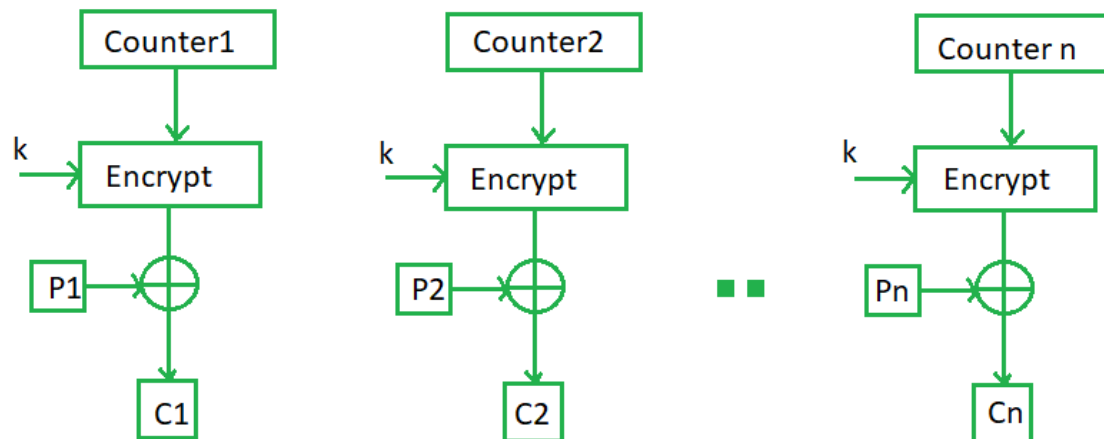 Counter1 Counter2 Counter n
k Encrypt k Encrypt k Encrypt
P1 P2 Pn
C1 C2 Cn